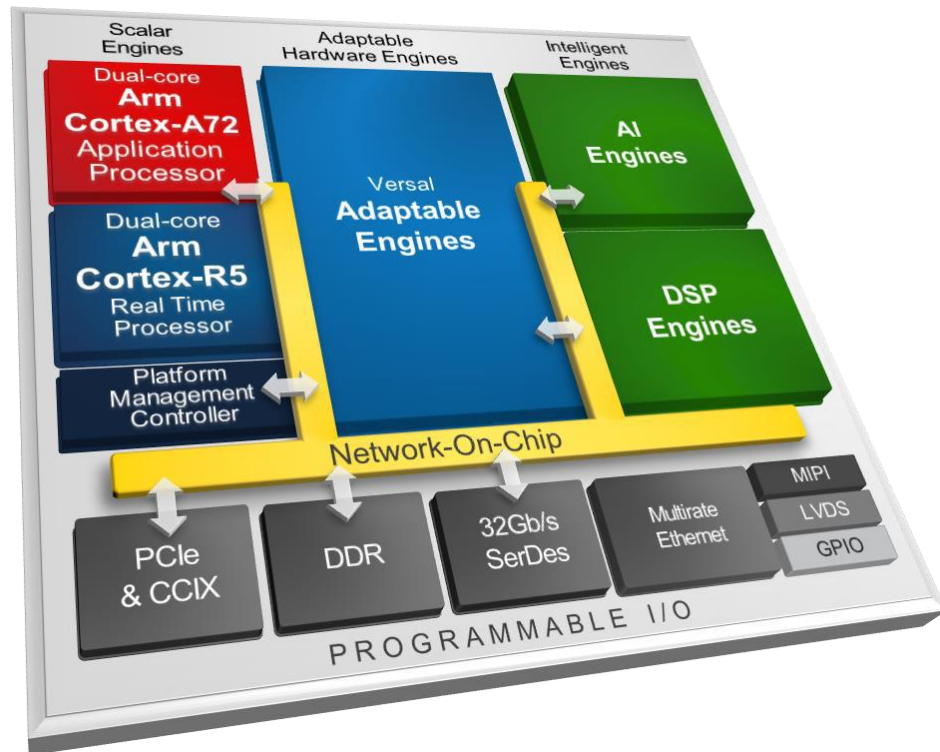 Scalar
Engines
Adaptable
Hardware Engines
Intelligent
Engines
Dual-core
Arm
Cortex-A72
Application
Processor
Dual-core
Arm
Cortex-R5
Real Time
Processor
Platform
Management
Controller
Versal
Adaptable
Engines
AI
Engines
DSP
Engines
Network-On-Chip
PCIe
& CCIX
DDR
32Gb/s
SerDes
Multirate
Ethernet
MIPI
LVDS
GPIO
PROGRAMMABLE I/O